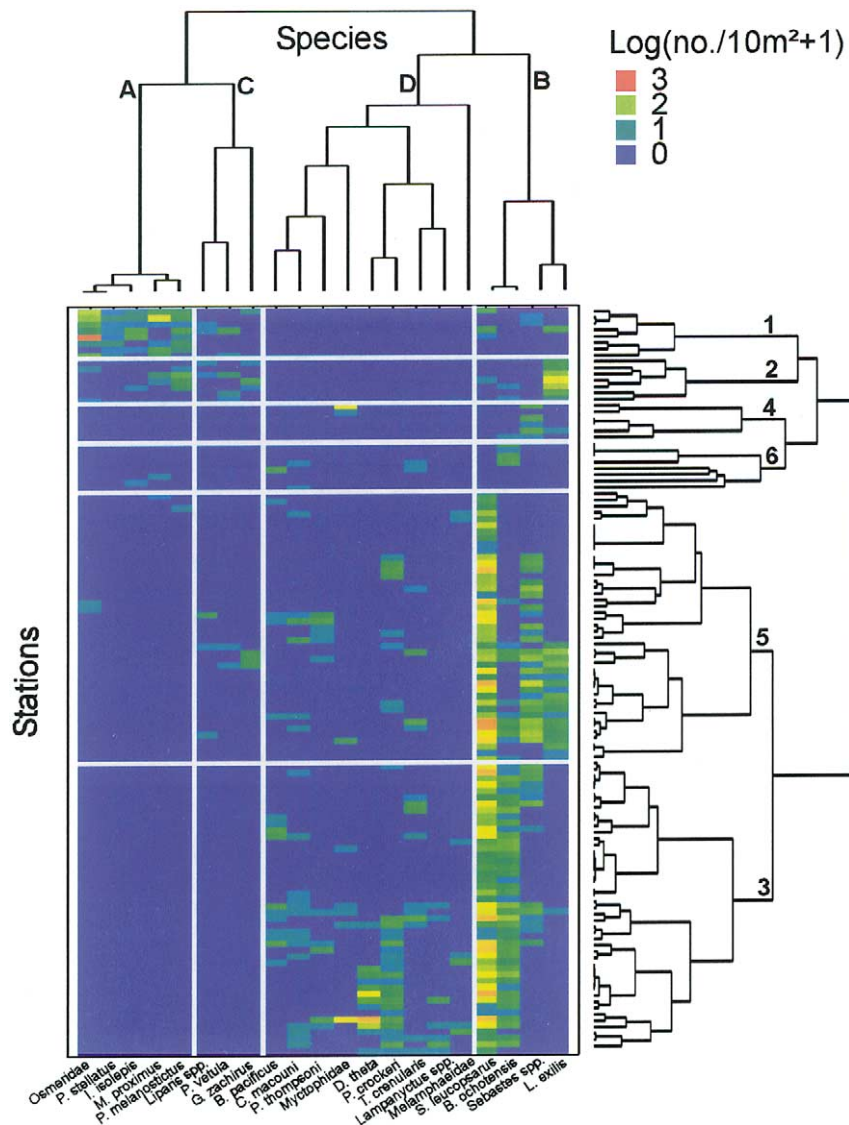 Species
Log(no./10m²+1)
3
2
1
0
A
C
D
B
1
2
4
6
5
3
Stations
Osmeridae
P. stellatus
I. isolepis
M. proximus
P. melanostictus
Liparis spp.
P. vetula
G. zachirus
B. pacificus
C. macouni
P. thompsoni
Myctophidae
D. theta
P. crockeri
T. crenularis
Lampanyctus spp.
Melamphaeidae
S. leucopsarus
B. ochotensis
Sebastes spp.
L. exilis